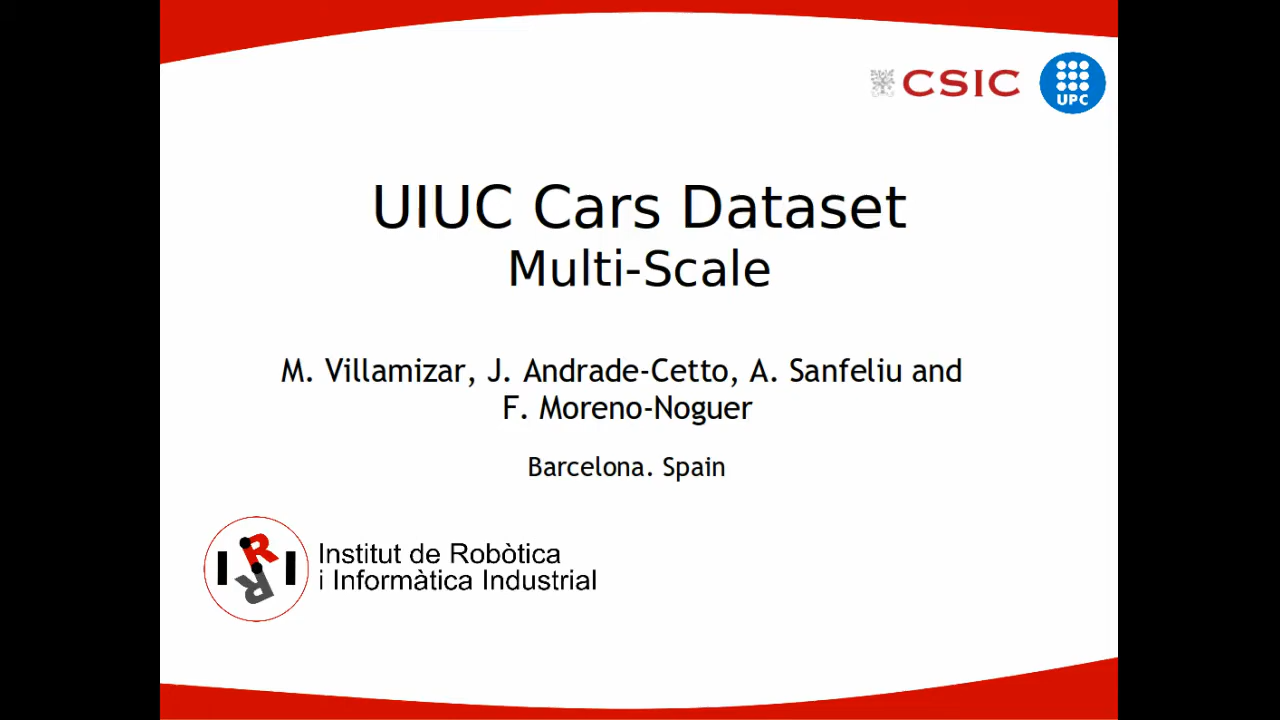 CSIC
UPC
UIUC Cars Dataset
Multi-Scale
M. Villamizar, J. Andrade-Cetto, A. Sanfeliu and
F. Moreno-Noguer
Barcelona. Spain
IRRI
Institut de Robòtica
i Informàtica Industrial